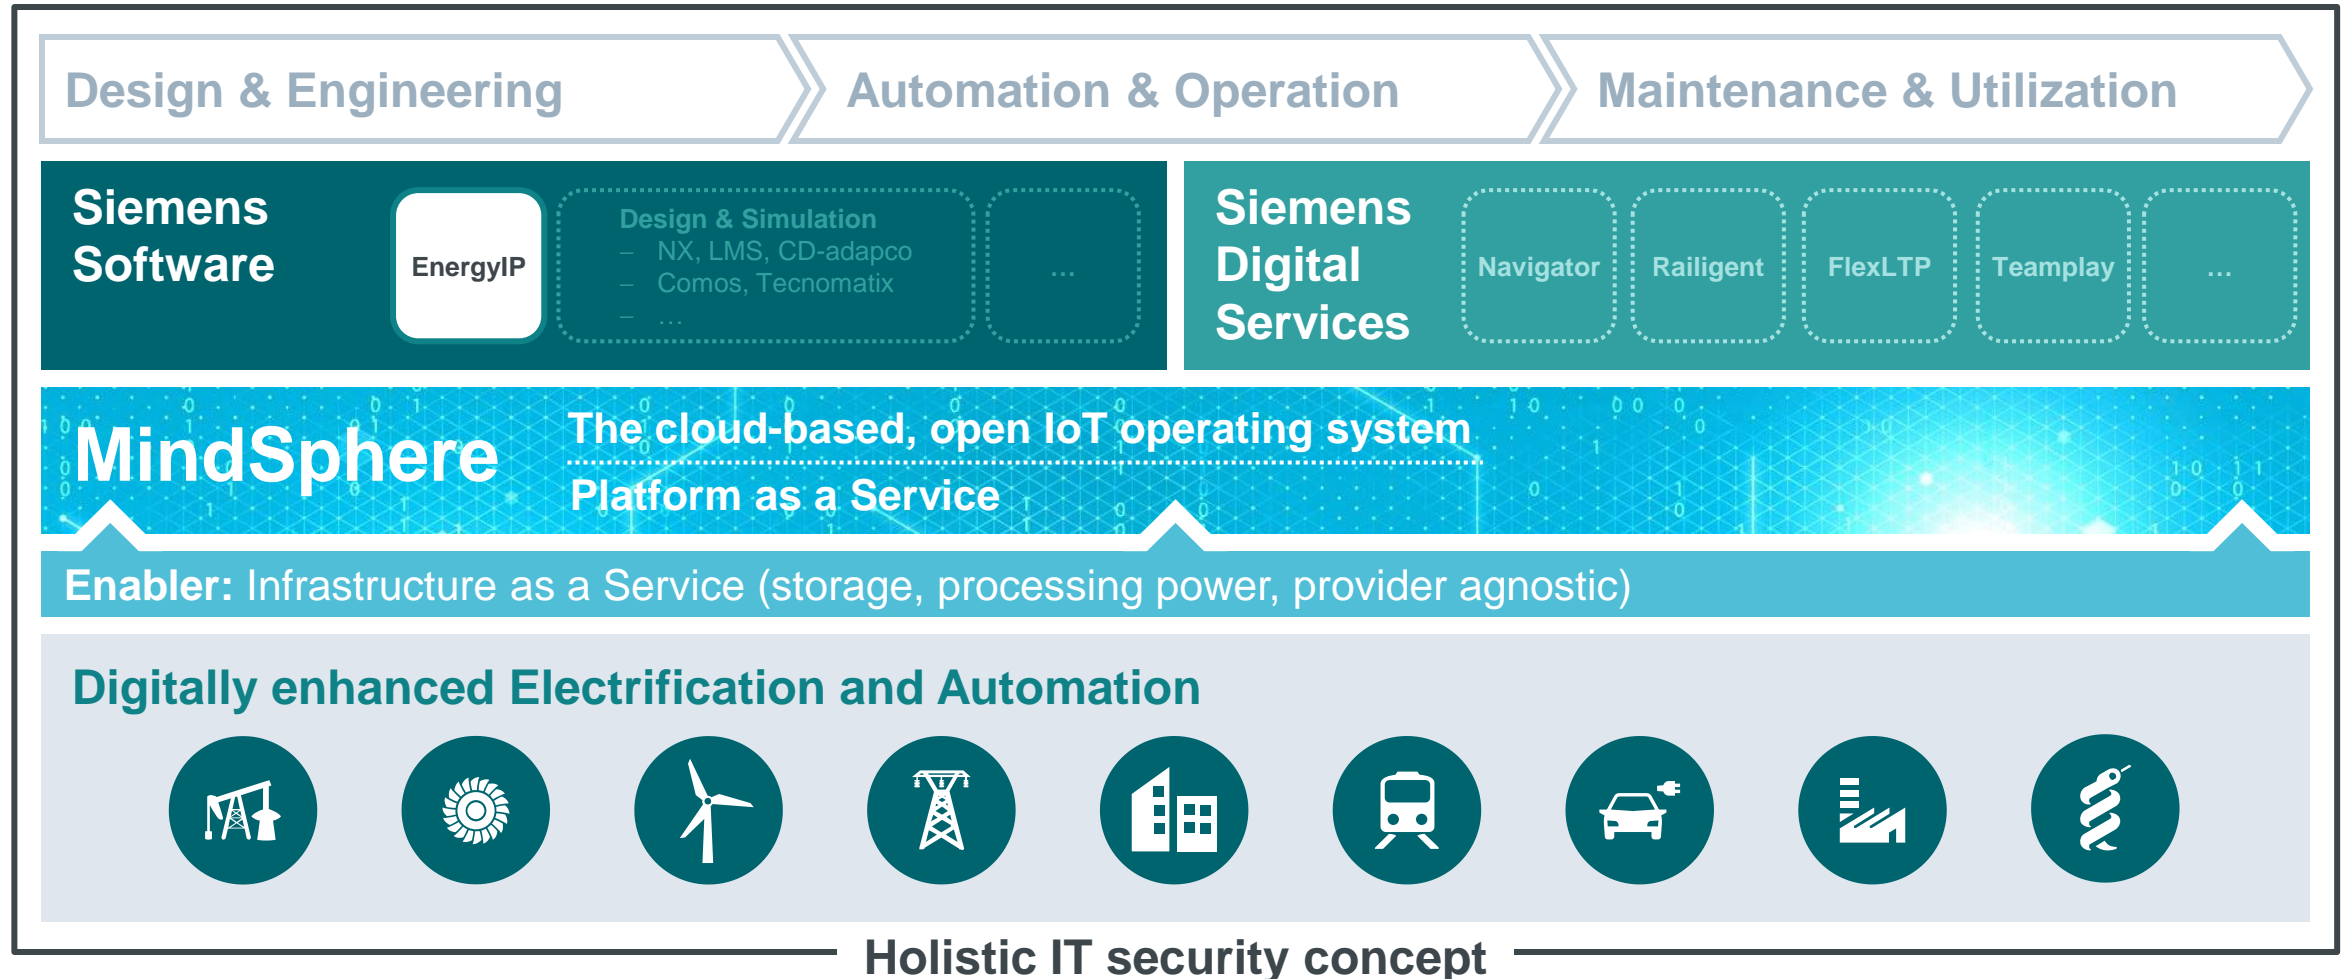 Design & Engineering
Automation & Operation
Maintenance & Utilization
Siemens
Software
EnergyIP
Design & Simulation
– NX, LMS, CD-adapco
– Comos, Tecnomatix
– …
…
Siemens
Digital
Services
Navigator
Railigent
FlexLTP
Teamplay
…
MindSphere
The cloud-based, open IoT operating system
Platform as a Service
Enabler: Infrastructure as a Service (storage, processing power, provider agnostic)
Digitally enhanced Electrification and Automation
Holistic IT security concept